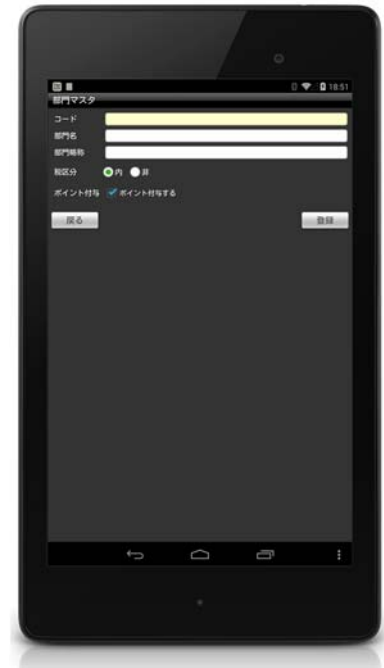 18:51
部門マスタ
コード
部門名
部門略称
税区分 内 非
ポイント付与 ポイント付与する
戻る 登録